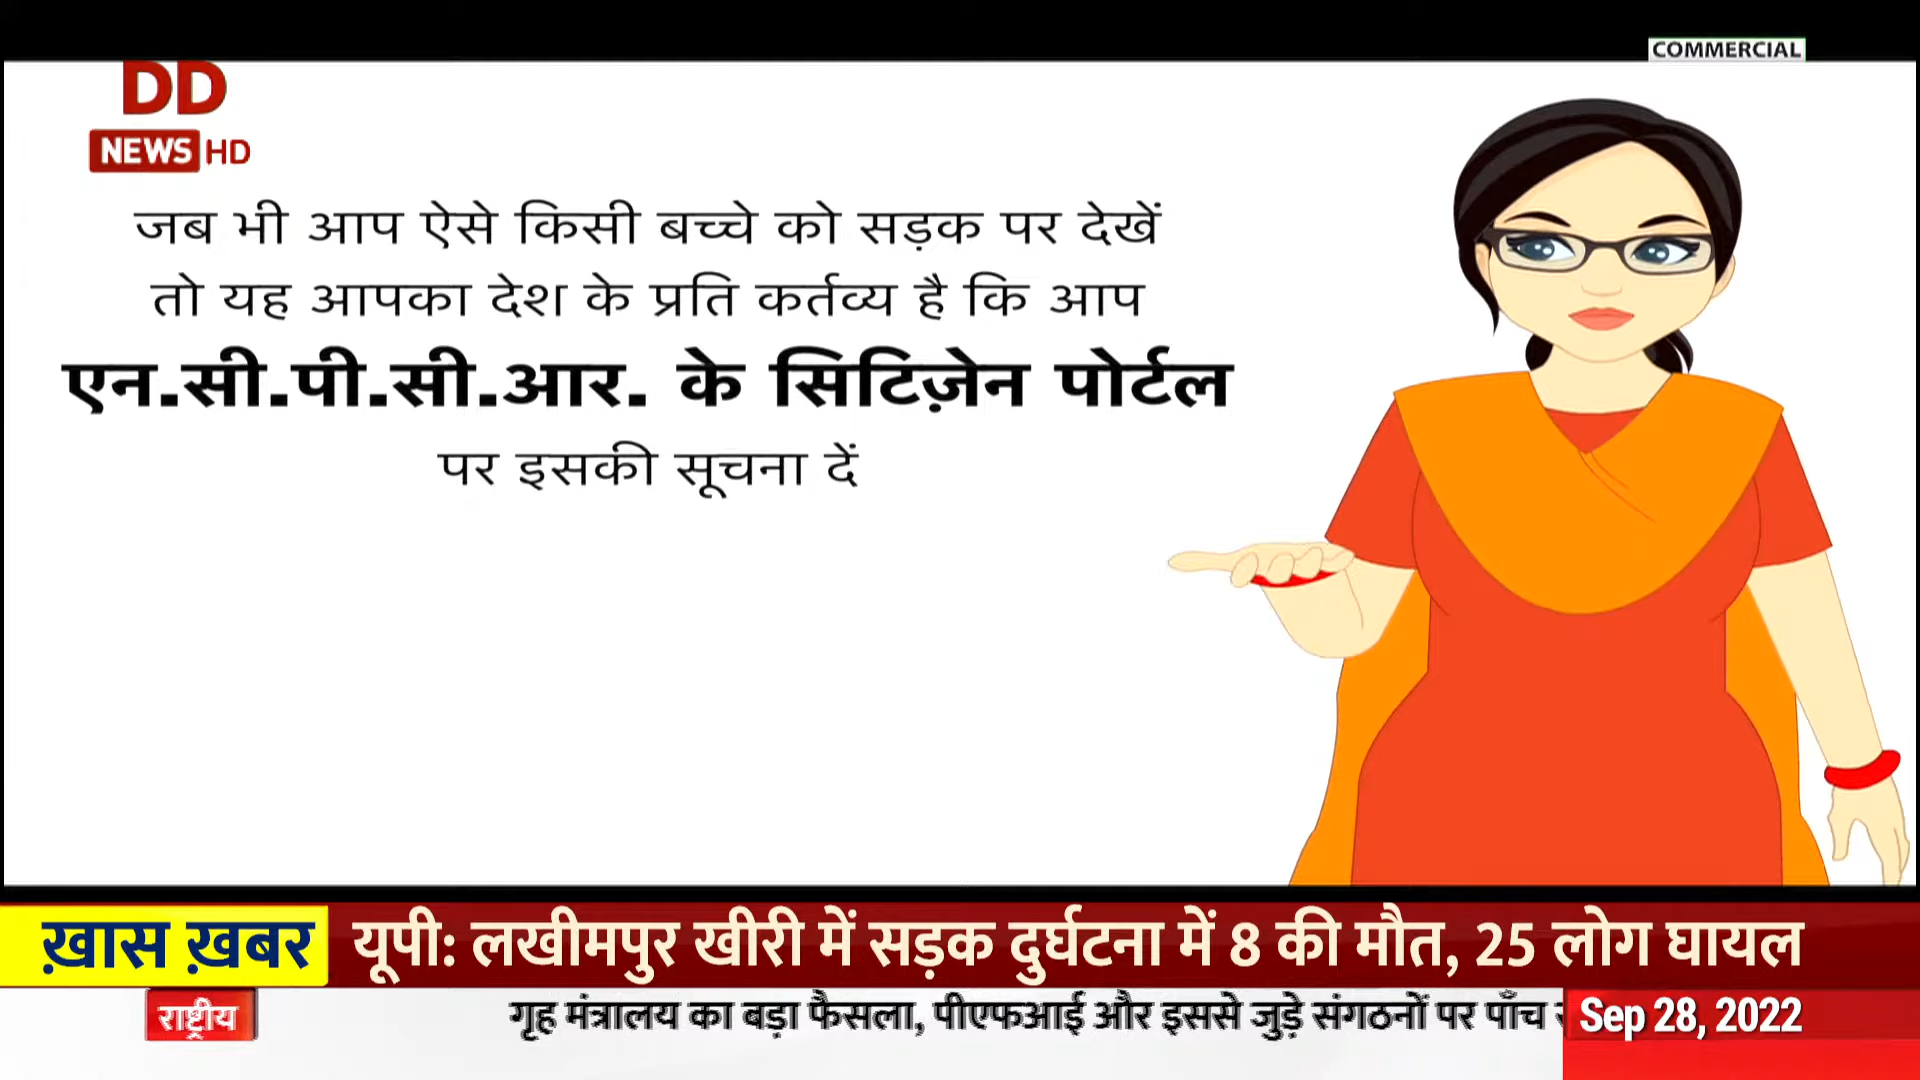 COMMERCIAL
DD
NEWS HD
जब भी आप ऐसे किसी बच्चे को सड़क पर देखें
तो यह आपका देश के प्रति कर्तव्य है कि आप
एन.सी.पी.सी.आर. के सिटिज़ेन पोर्टल
पर इसकी सूचना दें
ख़ास ख़बर यूपी: लखीमपुर खीरी में सड़क दुर्घटना में 8 की मौत, 25 लोग घायल
राष्ट्रीय गृह मंत्रालय का बड़ा फैसला, पीएफआई और इससे जुड़े संगठनों पर पाँच Sep 28, 2022